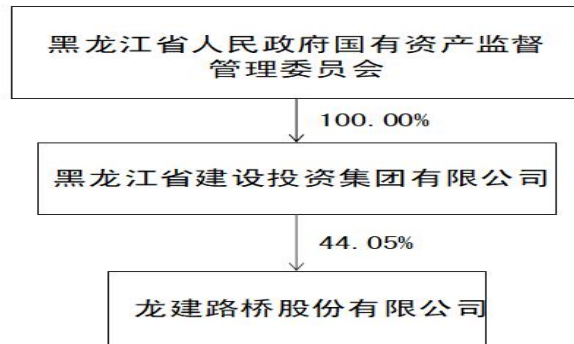 黑龙江省人民政府国有资产监督
管理委员会
100.00%
黑龙江省建设投资集团有限公司
44.05%
龙建路桥股份有限公司